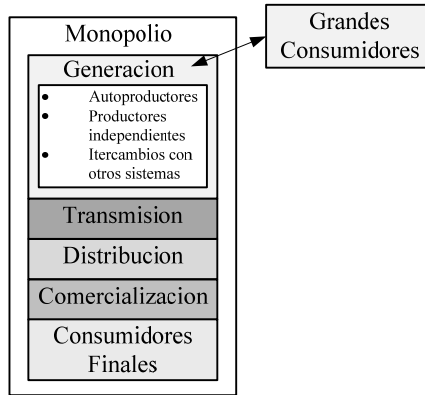 Monopolio
Generacion
• Autoproductores
• Productores
independientes
• Itercambios con
otros sistemas
Transmision
Distribucion
Comercializacion
Consumidores
Finales
Grandes
Consumidores